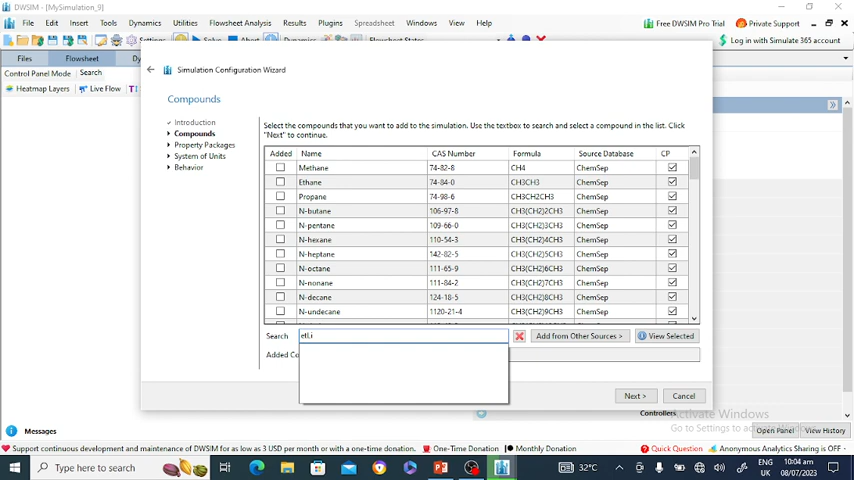 DWSIM - [MySimulation_9]
File Edit Insert Tools Dynamics Utilities Flowsheet Analysis Results Plugins Spreadsheet Windows View Help
Free DWSIM Pro Trial Private Support
Settings Solve Abort Dynamics Flowsheet States
Log in with Simulate 365 account
Files Flowsheet Dy
Control Panel Mode Search
Heatmap Layers Live Flow
Simulation Configuration Wizard
Compounds
Introduction
Compounds
Property Packages
System of Units
Behavior
Select the compounds that you want to add to the simulation. Use the textbox to search and select a compound in the list. Click
"Next" to continue.
Added Name CAS Number Formula Source Database CP
Methane 74-82-8 CH4 ChemSep
Ethane 74-84-0 CH3CH3 ChemSep
Propane 74-98-6 CH3CH2CH3 ChemSep
N-butane 106-97-8 CH3(CH2)2CH3 ChemSep
N-pentane 109-66-0 CH3(CH2)3CH3 ChemSep
N-hexane 110-54-3 CH3(CH2)4CH3 ChemSep
N-heptane 142-82-5 CH3(CH2)5CH3 ChemSep
N-octane 111-65-9 CH3(CH2)6CH3 ChemSep
N-nonane 111-84-2 CH3(CH2)7CH3 ChemSep
N-decane 124-18-5 CH3(CH2)8CH3 ChemSep
N-undecane 1120-21-4 CH3(CH2)9CH3 ChemSep
Search etLi Add from Other Sources > View Selected
Added Co
Next > Cancel
Controllers
Activate Windows
Go to Settings to
Messages Open Panel View History
Support continued development and maintenance of DWSIM for as low as 3 USD per month or with a one-time donation. One-Time Donation Monthly Donation Quick Question Anonymous Analytics Sharing is OFF
Type here to search
32°C
ENG
UK
10:04 am
08/07/2023